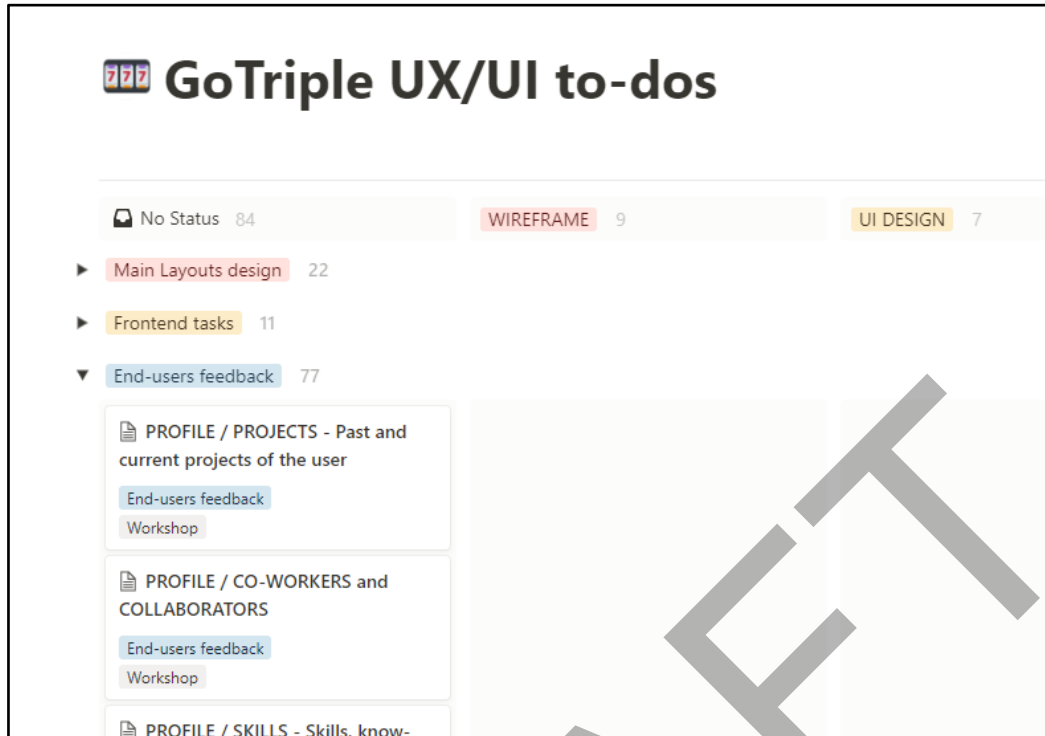 777 GoTriple UX/UI to-dos
No Status 84 WIREFRAME 9 UI DESIGN 7
Main Layouts design 22
Frontend tasks 11
End-users feedback 77
PROFILE / PROJECTS - Past and
current projects of the user
End-users feedback
Workshop
PROFILE / CO-WORKERS and
COLLABORATORS
End-users feedback
Workshop
PROFILE / SKILLS - Skills, know-
FT